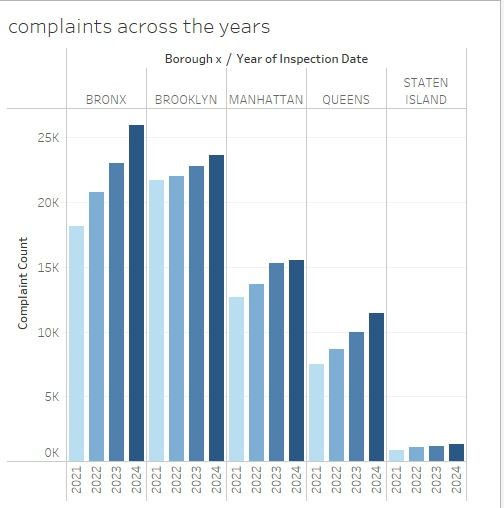 complaints across the years
Borough x / Year of Inspection Date
BRONX BROOKLYN MANHATTAN QUEENS STATEN ISLAND
Complaint Count
25K
20K
15K
10K
5K
0K
2021 2022 2023 2024 2021 2022 2023 2024 2021 2022 2023 2024 2021 2022 2023 2024 2021 2022 2023 2024